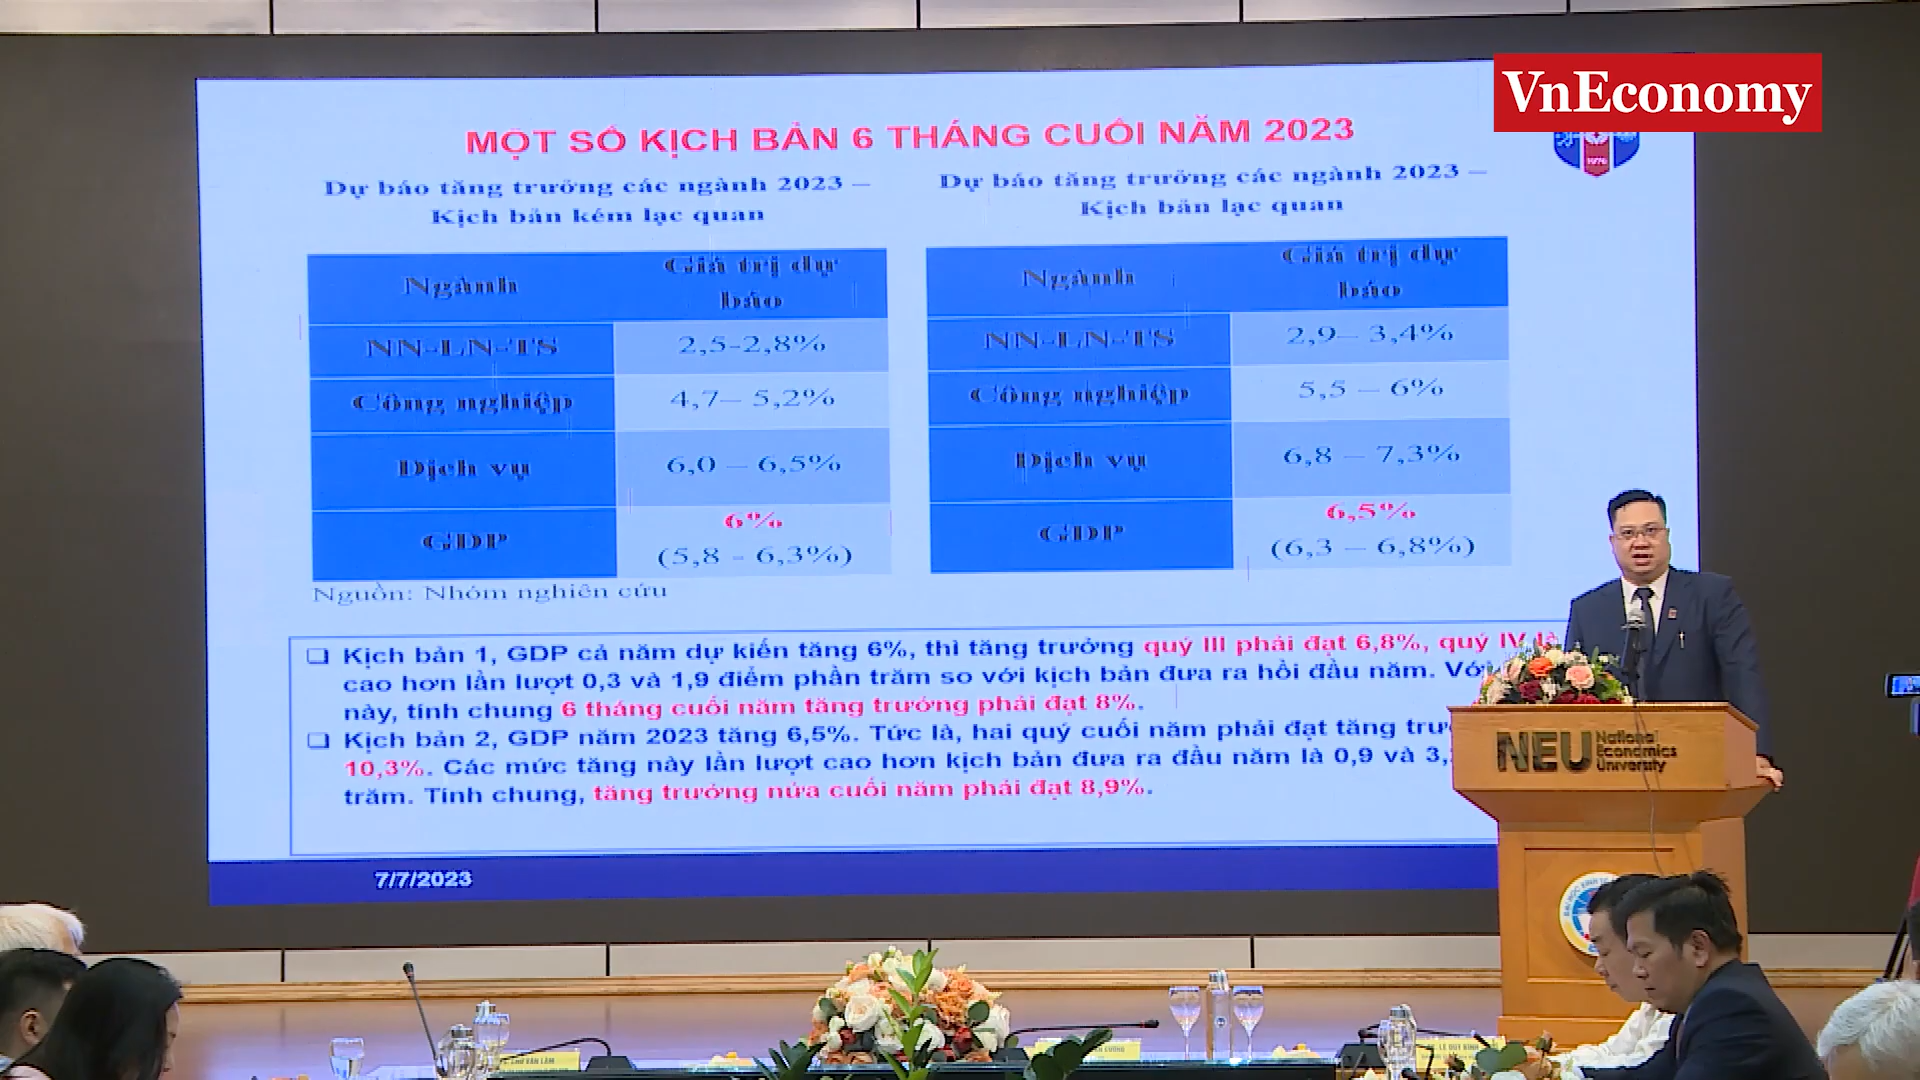 VnEconomy
1976
MỘT SỐ KỊCH BẢN 6 THÁNG CUỐI NĂM 2023
Dự báo tăng trưởng các ngành 2023 –
Kịch bản kém lạc quan
Ngành
Giá trị dự
báo
NN-LN-TS
2,5-2,8%
Công nghiệp
4,7– 5,2%
Dịch vụ
6,0 – 6,5%
GDP
6%
(5,8 - 6,3%)
Nguồn: Nhóm nghiên cứu
Dự báo tăng trưởng các ngành 2023 –
Kịch bản lạc quan
Ngành
Giá trị dự
báo
NN-LN-TS
2,9– 3,4%
Công nghiệp
5,5 – 6%
Dịch vụ
6,8 – 7,3%
GDP
6,5%
(6,3 – 6,8%)
❑ Kịch bản 1, GDP cả năm dự kiến tăng 6%, thì tăng trưởng quý III phải đạt 6,8%, quý IV là
cao hơn lần lượt 0,3 và 1,9 điểm phần trăm so với kịch bản đưa ra hồi đầu năm. Với
này, tính chung 6 tháng cuối năm tăng trưởng phải đạt 8%.
❑ Kịch bản 2, GDP năm 2023 tăng 6,5%. Tức là, hai quý cuối năm phải đạt tăng
10,3%. Các mức tăng này lần lượt cao hơn kịch bản đưa ra đầu năm là 0,9 và 3,
trăm. Tính chung, tăng trưởng nửa cuối năm phải đạt 8,9%.
7/7/2023
NEU National
Economics
University
CHU VĂN LÂM
CƯỜNG
LÊ DUY BÌNH